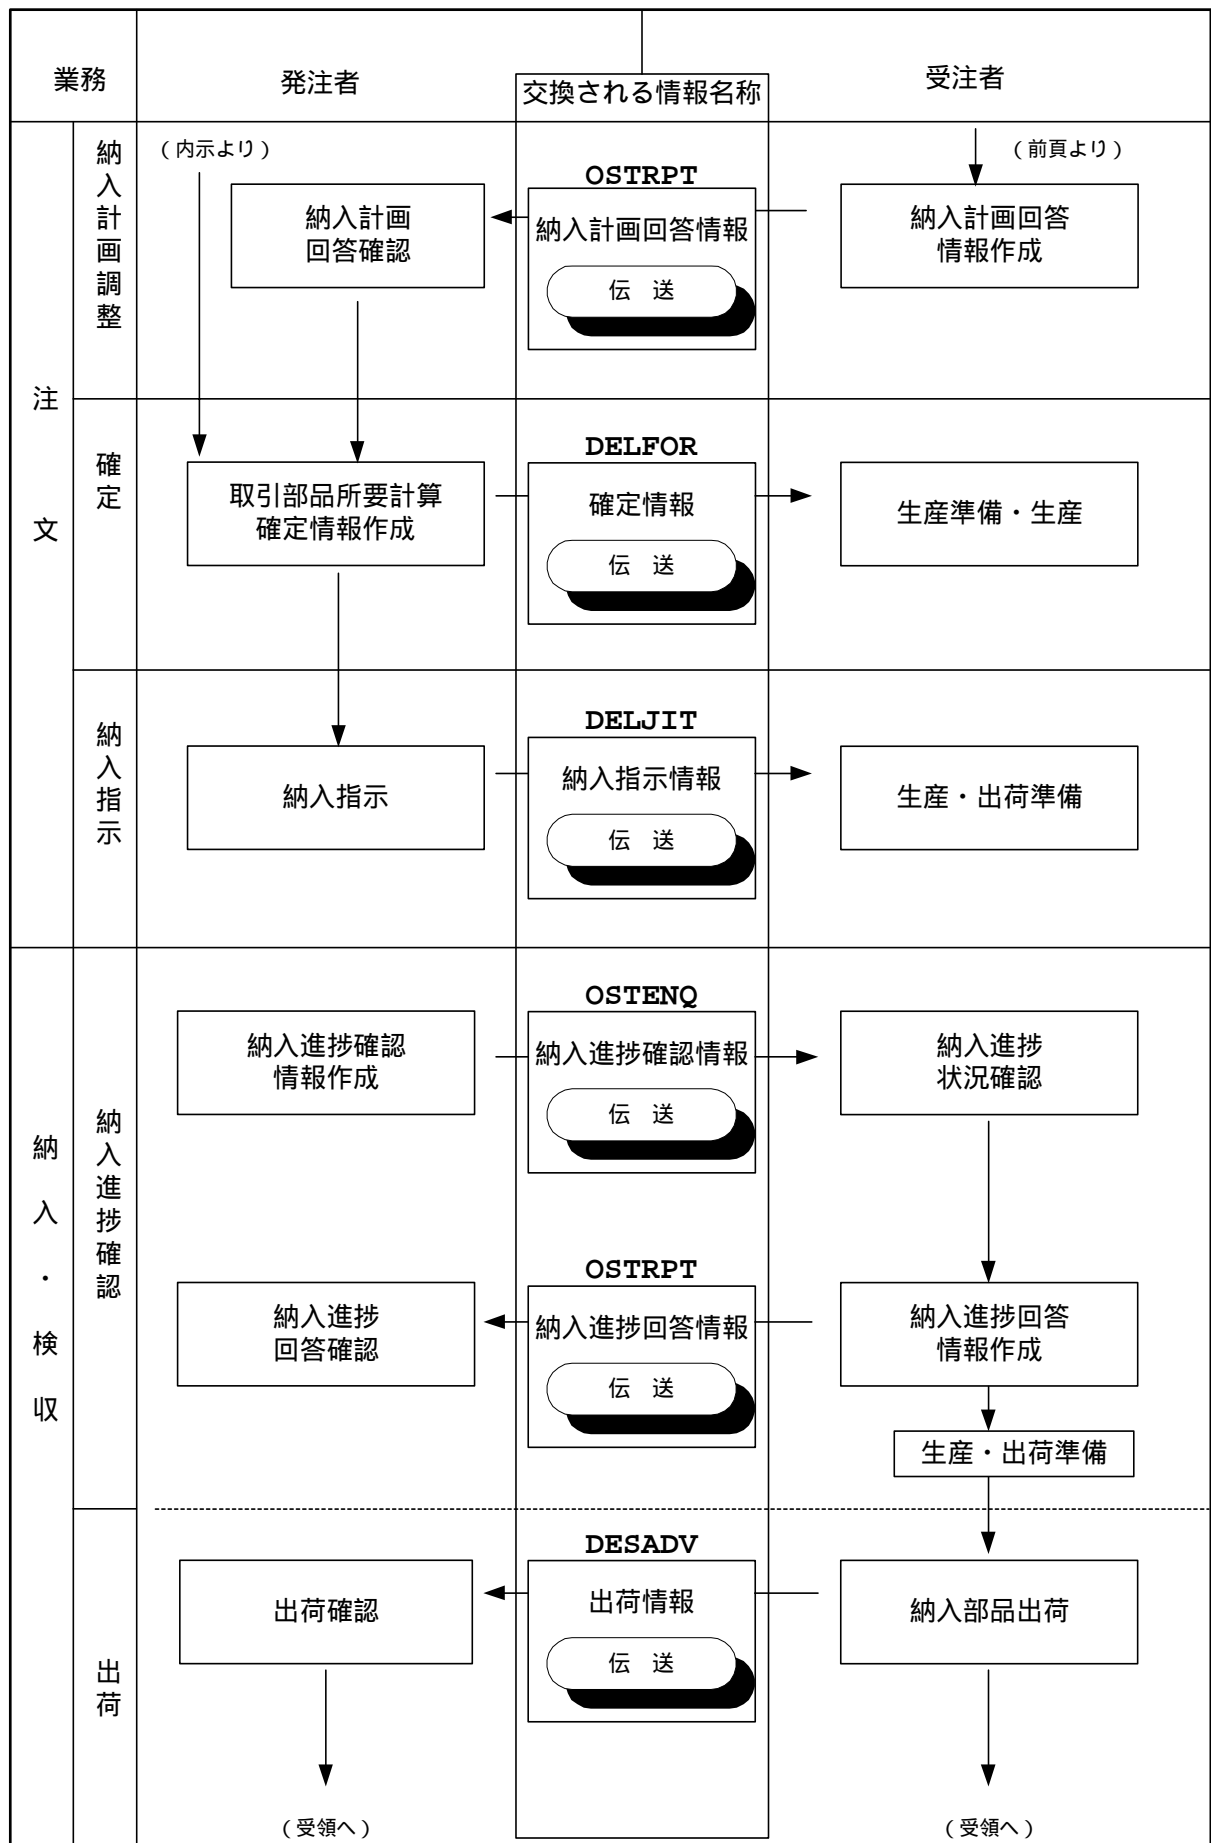 業務
発注者
交換される情報名称
受注者
注文
納入計画調整
(内示より)
(前頁より)
納入計画
回答確認
OSTRPT
納入計画回答情報
伝 送
納入計画回答
情報作成
確定
取引部品所要計算
確定情報作成
DELFOR
確定情報
伝 送
生産準備・生産
納入指示
納入指示
DELJIT
納入指示情報
伝 送
生産・出荷準備
納入・検収
納入進捗確認
納入進捗確認
情報作成
OSTENQ
納入進捗確認情報
伝 送
納入進捗
状況確認
納入進捗
回答確認
OSTRPT
納入進捗回答情報
伝 送
納入進捗回答
情報作成
生産・出荷準備
出荷
出荷確認
DESADV
出荷情報
伝 送
納入部品出荷
(受領へ)
(受領へ)